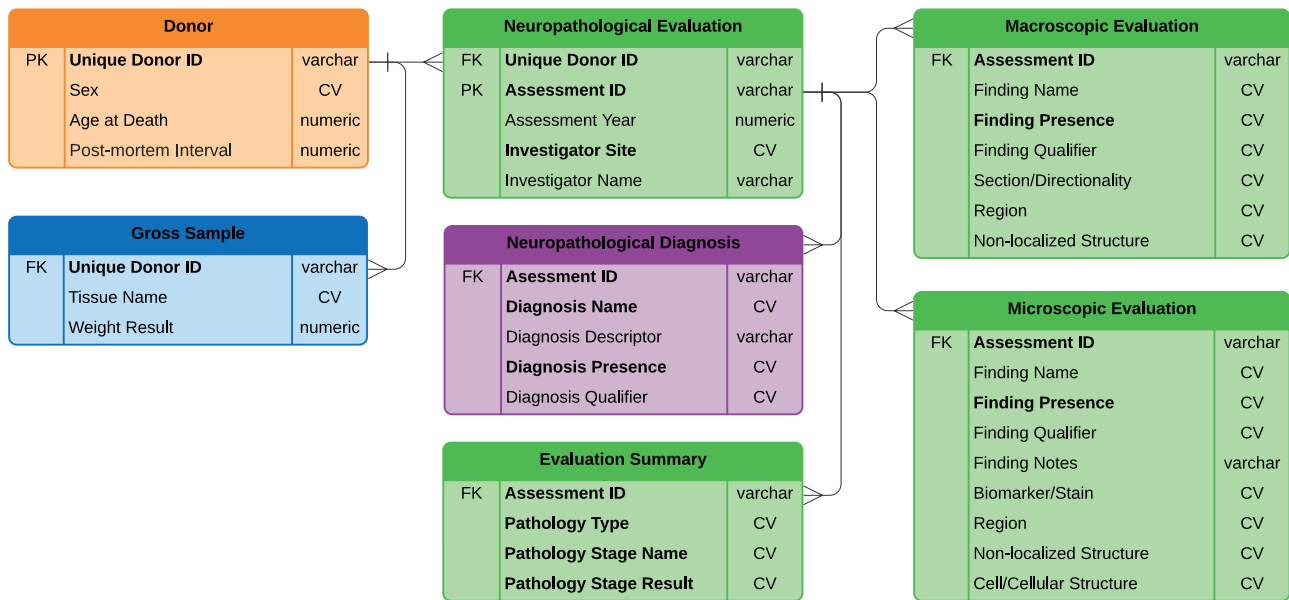 Donor
PK Unique Donor ID varchar
Sex CV
Age at Death numeric
Post-mortem Interval numeric
Gross Sample
FK Unique Donor ID varchar
Tissue Name CV
Weight Result numeric
Neuropathological Evaluation
FK Unique Donor ID varchar
PK Assessment ID varchar
Assessment Year numeric
Investigator Site CV
Investigator Name varchar
Neuropathological Diagnosis
FK Asessment ID varchar
Diagnosis Name CV
Diagnosis Descriptor varchar
Diagnosis Presence CV
Diagnosis Qualifier CV
Evaluation Summary
FK Assessment ID varchar
Pathology Type CV
Pathology Stage Name CV
Pathology Stage Result CV
Macroscopic Evaluation
FK Assessment ID varchar
Finding Name CV
Finding Presence CV
Finding Qualifier CV
Section/Directionality CV
Region CV
Non-localized Structure CV
Microscopic Evaluation
FK Assessment ID varchar
Finding Name CV
Finding Presence CV
Finding Qualifier CV
Finding Notes varchar
Biomarker/Stain CV
Region CV
Non-localized Structure CV
Cell/Cellular Structure CV